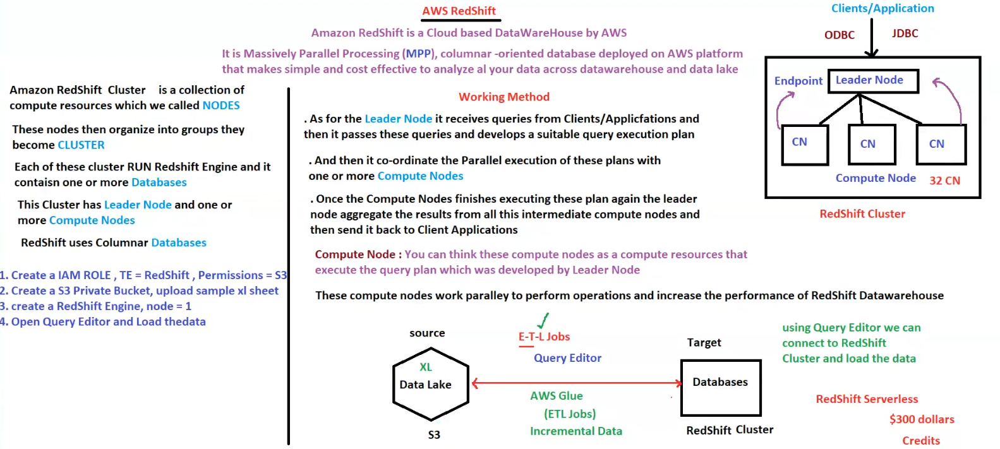 AWS RedShift
Amazon RedShift is a Cloud based DataWareHouse by AWS
It is Massively Parallel Processing (MPP), columnar -oriented database deployed on AWS platform
that makes simple and cost effective to analyze al your data across datawarehouse and data lake
Amazon RedShift Cluster is a collection of
compute resources which we called NODES
These nodes then organize into groups they
become CLUSTER
Each of these cluster RUN Redshift Engine and it
contaisn one or more Databases
This Cluster has Leader Node and one or
more Compute Nodes
RedShift uses Columnar Databases
1. Create a IAM ROLE , TE = RedShift , Permissions = S3
2. Create a S3 Private Bucket, upload sample xl sheet
3. create a RedShift Engine, node = 1
4. Open Query Editor and Load thedata
Working Method
. As for the Leader Node it receives queries from Clients/Applicfations and
then it passes these queries and develops a suitable query execution plan
. And then it co-ordinate the Parallel execution of these plans with
one or more Compute Nodes
. Once the Compute Nodes finishes executing these plan again the leader
node aggregate the results from all this intermediate compute nodes and
then send it back to Client Applications
Compute Node : You can think these compute nodes as a compute resources that
execute the query plan which was developed by Leader Node
These compute nodes work paralley to perform operations and increase the performance of RedShift Datawarehouse
Clients/Application
ODBC
JDBC
Endpoint
Leader Node
CN
CN
CN
Compute Node
32 CN
RedShift Cluster
source
XL
Data Lake
S3
E-T-L Jobs
Query Editor
AWS Glue
(ETL Jobs)
Incremental Data
Target
Databases
RedShift Cluster
using Query Editor we can
connect to RedShift
Cluster and load the data
RedShift Serverless
$300 dollars
Credits